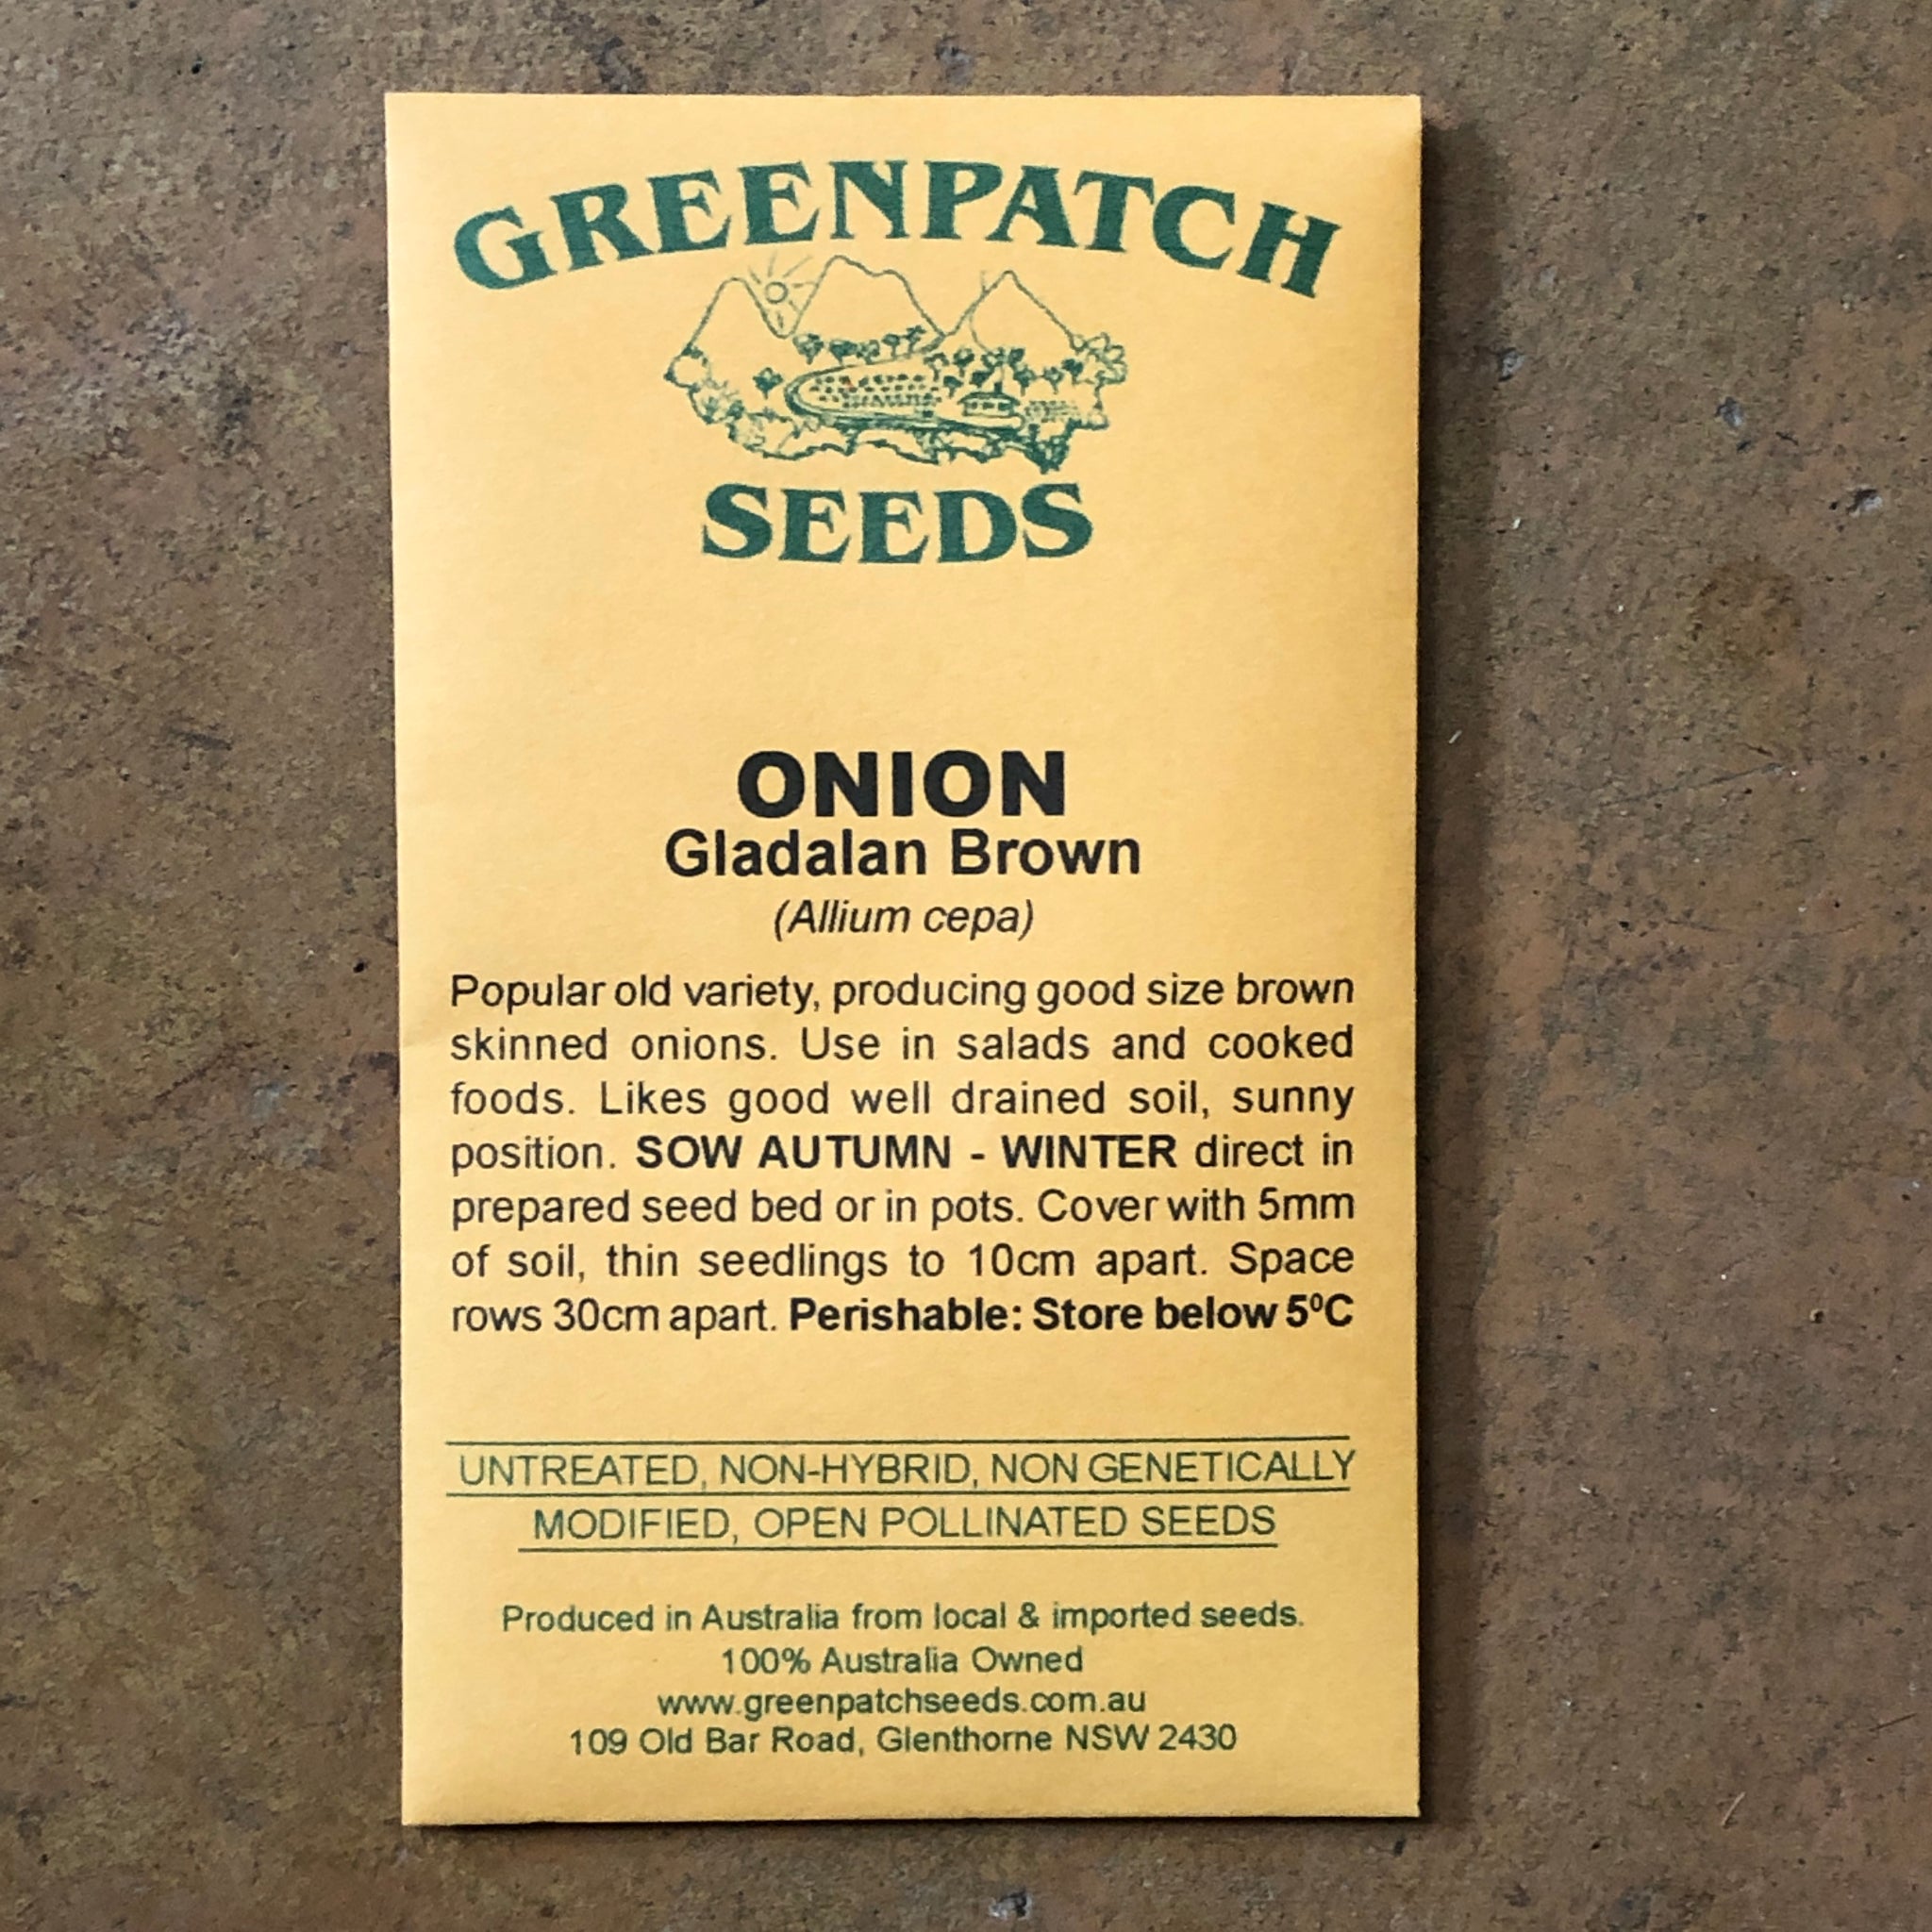 GREENPATCH
SEEDS
ONION
Gladalan Brown
(Allium cepa)
Popular old variety, producing good size brown
skinned onions. Use in salads and cooked
foods. Likes good well drained soil, sunny
position. SOW AUTUMN - WINTER direct in
prepared seed bed or in pots. Cover with 5mm
of soil, thin seedlings to 10cm apart. Space
rows 30cm apart. Perishable: Store below 5⁰C
UNTREATED, NON-HYBRID, NON GENETICALLY
MODIFIED, OPEN POLLINATED SEEDS
Produced in Australia from local & imported seeds.
100% Australia Owned
www.greenpatchseeds.com.au
109 Old Bar Road, Glenthorne NSW 2430